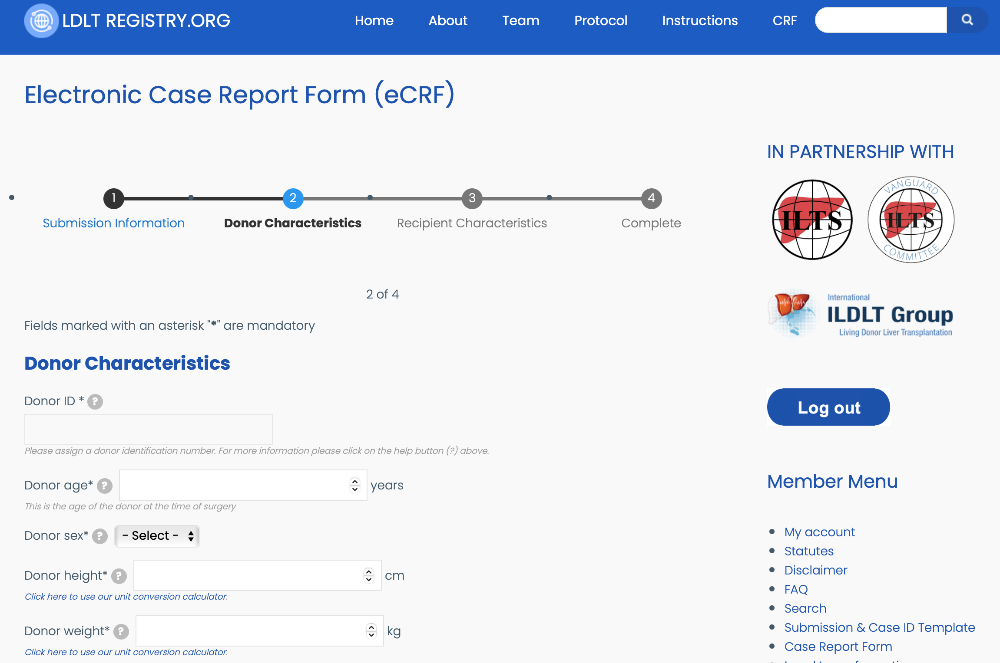 LDLT REGISTRY.ORG
Home
About
Team
Protocol
Instructions
CRF
Electronic Case Report Form (eCRF)
1
2
3
4
Submission Information
Donor Characteristics
Recipient Characteristics
Complete
2 of 4
Fields marked with an asterisk "*" are mandatory
Donor Characteristics
Donor ID * ?
Please assign a donor identification number. For more information please click on the help button (?) above.
Donor age* ? years
This is the age of the donor at the time of surgery
Donor sex* ? - Select -
Donor height* ? cm
Click here to use our unit conversion calculator.
Donor weight* ? kg
Click here to use our unit conversion calculator.
IN PARTNERSHIP WITH
ILTS
VANGUARD
ILTS
COMMITTEE
International
ILDLT Group
Living Donor Liver Transplantation
Log out
Member Menu
My account
Statutes
Disclaimer
FAQ
Search
Submission & Case ID Template
Case Report Form